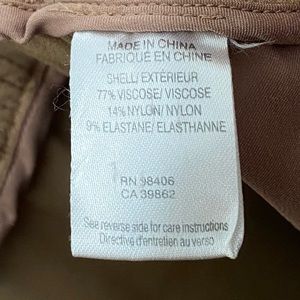 MADE IN CHINA
FABRIQUÉ EN CHINE
SHELL/ EXTÉRIEUR
77% VISCOSE/ VISCOSE
14% NYLON/ NYLON
9% ELASTANE/ ELASTHANNE
RN 98406
CA 39862
See reverse side for care instructions
Directive d'entretien au verso